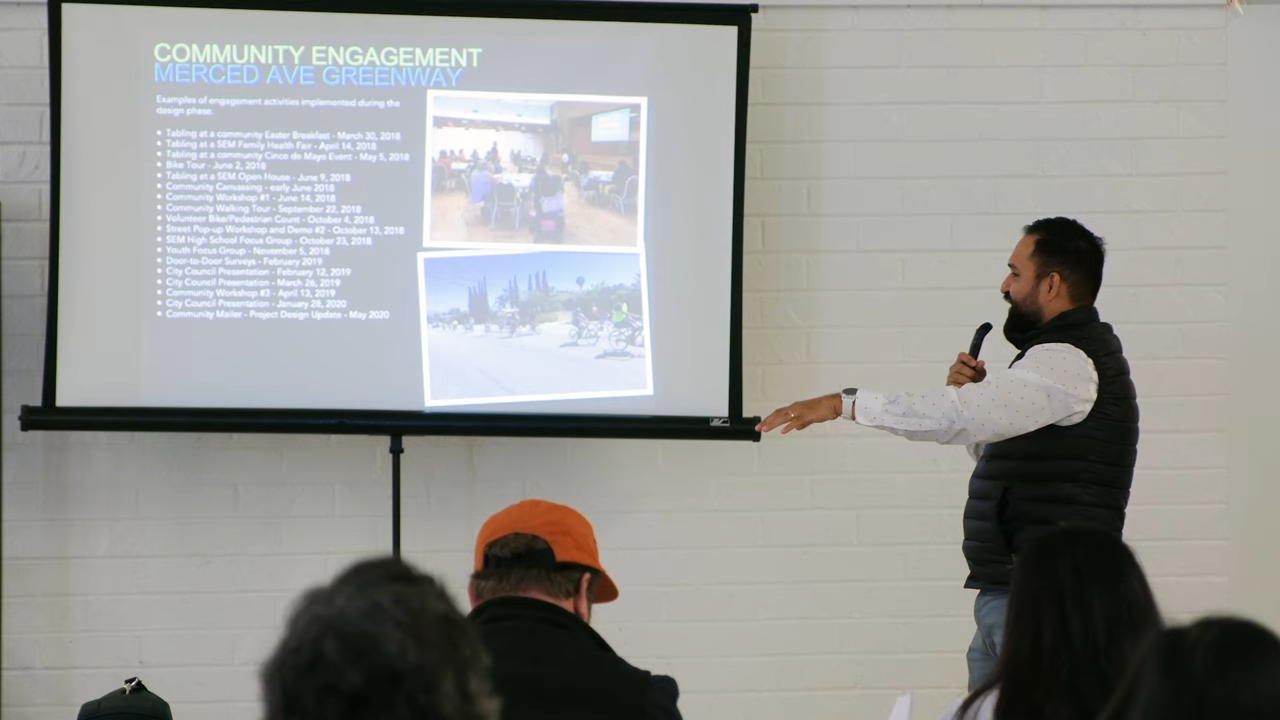 COMMUNITY ENGAGEMENT
MERCED AVE GREENWAY
Examples of engagement activities implemented during the
design phase.
• Tabling at a community Easter Breakfast - March 30, 2018
• Tabling at a SEM Family Health Fair - April 14, 2018
• Tabling at a community Cinco de Mayo Event - May 5, 2018
• Bike Tour - June 2, 2018
• Tabling at a SEM Open House - June 9, 2018
• Community Canvassing - early June 2018
• Community Workshop #1 - June 14, 2018
• Community Walking Tour - September 22, 2018
• Volunteer Bike/Pedestrian Count - October 4, 2018
• Street Pop-up Workshop and Demo #2 - October 13, 2018
• SEM High School Focus Group - October 23, 2018
• Youth Focus Group - November 5, 2018
• Door-to-Door Surveys - February 2019
• City Council Presentation - February 12, 2019
• City Council Presentation - March 26, 2019
• Community Workshop #3 - April 13, 2019
• City Council Presentation - January 28, 2020
• Community Mailer - Project Design Update - May 2020